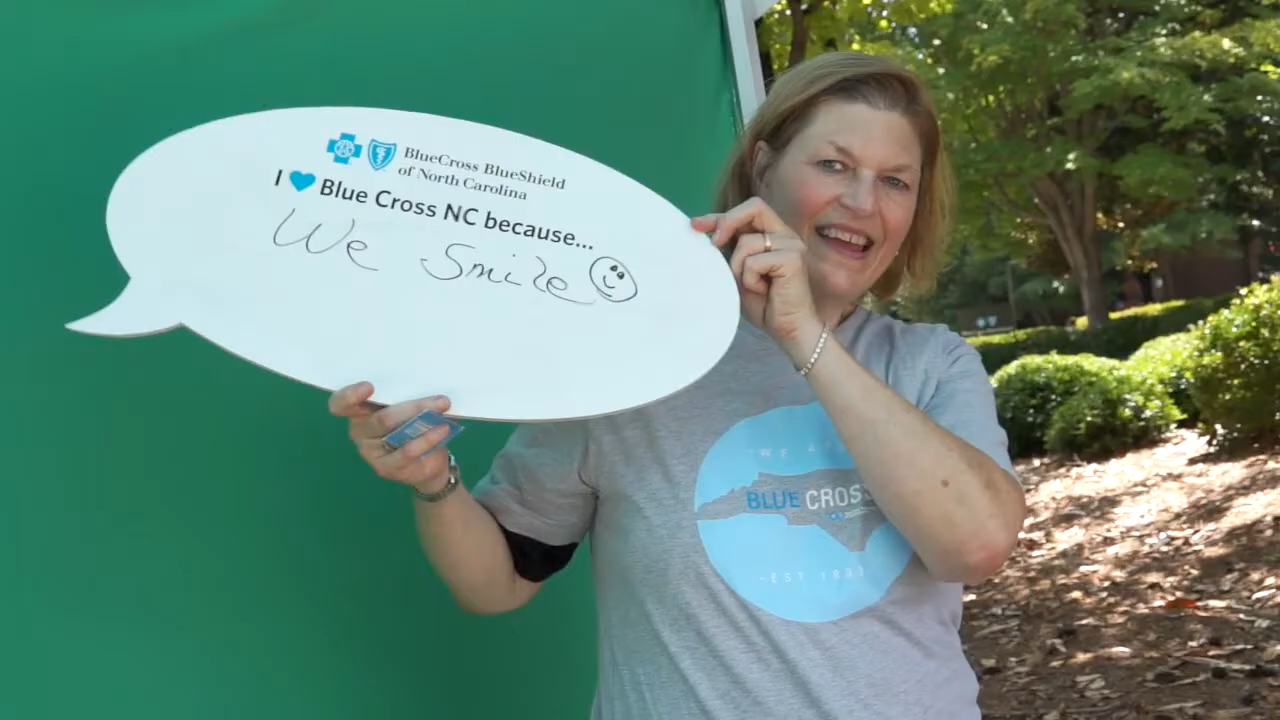 BlueCross BlueShield
of North Carolina
I Blue Cross NC because...
We Smile
BLUE CROSS